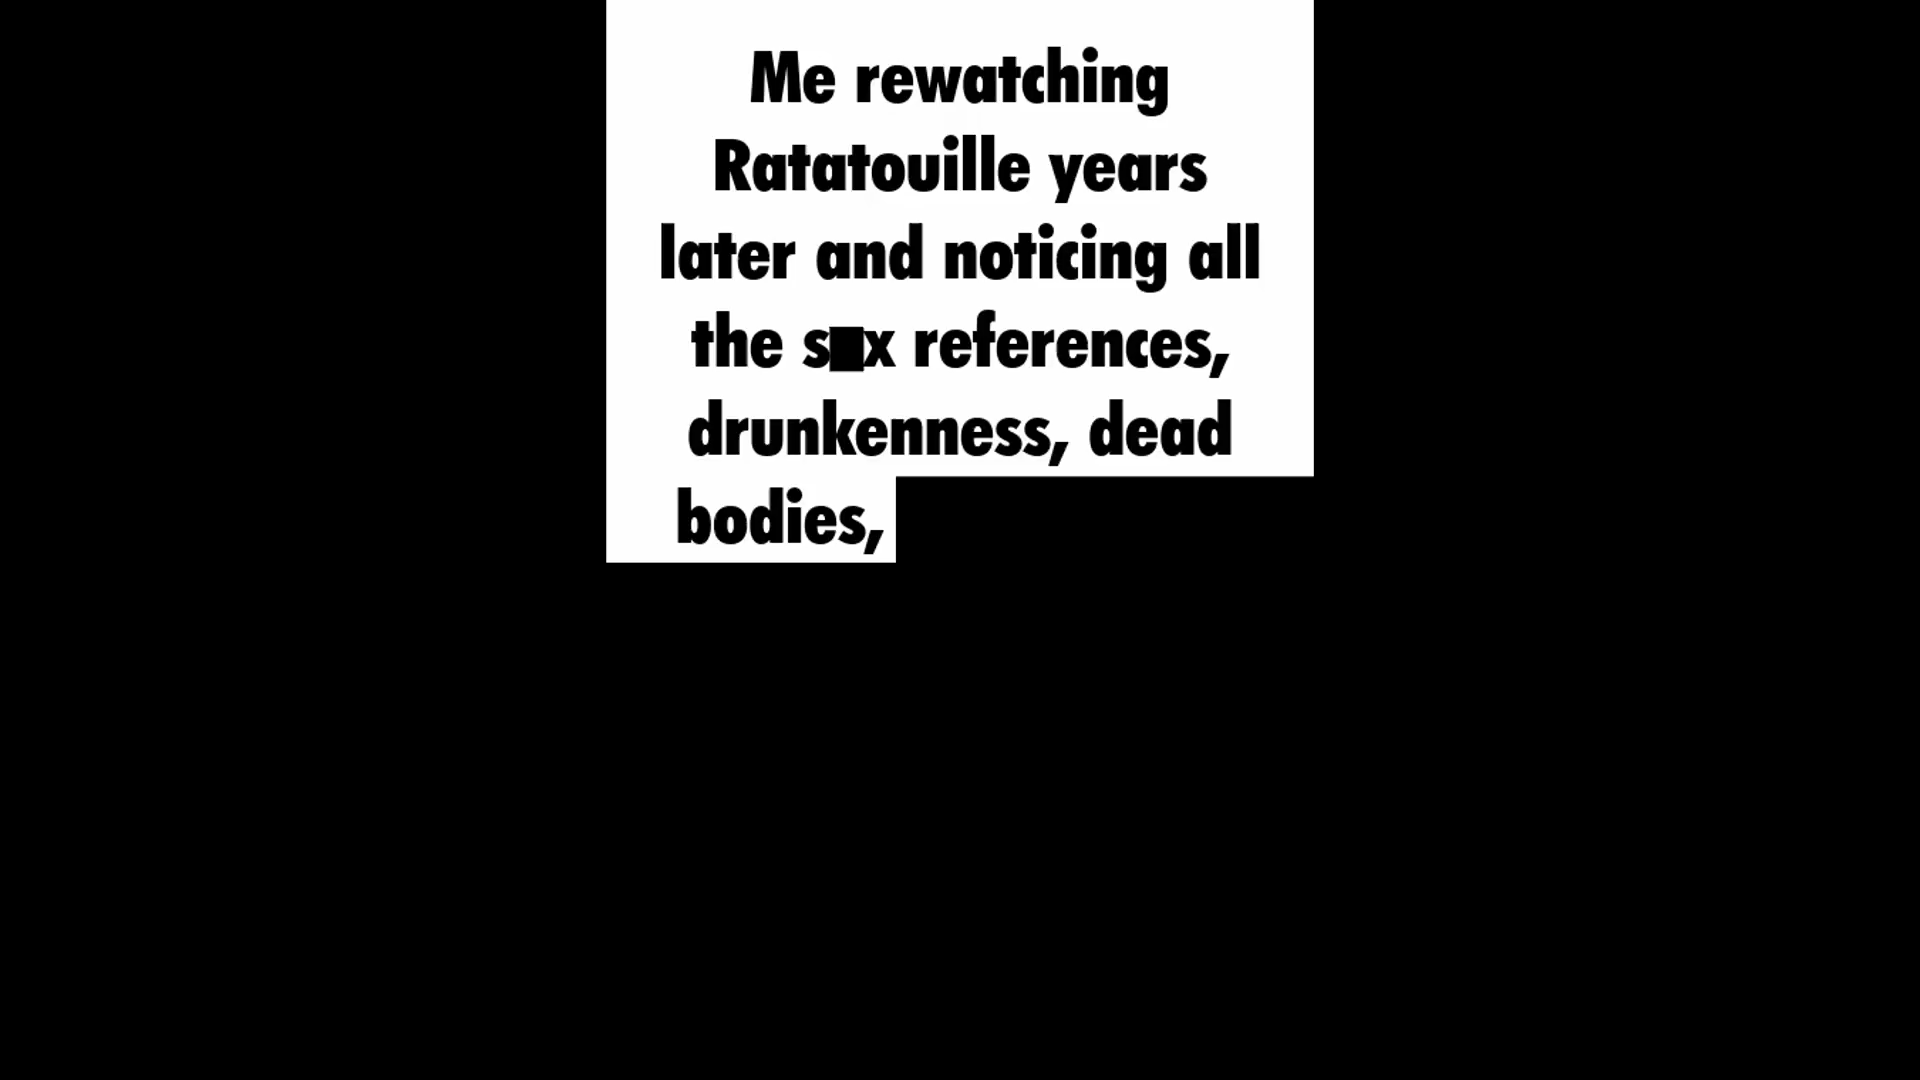 Me rewatching
Ratatouille years
later and noticing all
the s■x references,
drunkenness, dead
bodies,